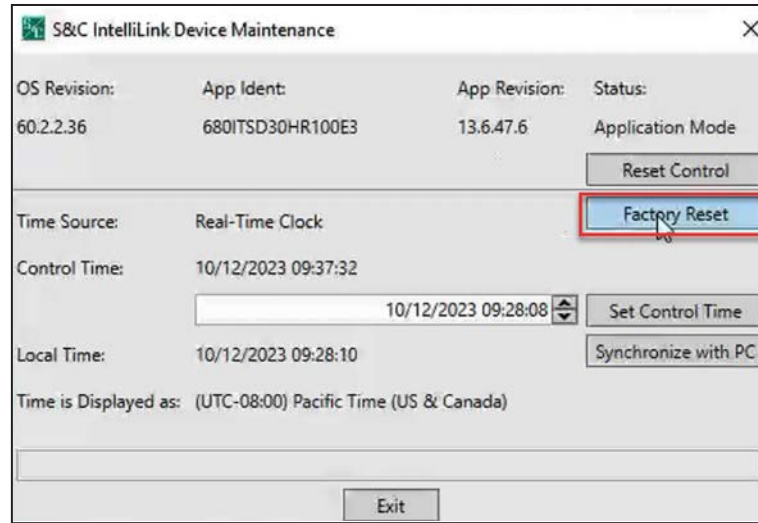 S&C IntelliLink Device Maintenance
OS Revision: App Ident: App Revision: Status:
60.2.2.36 680ITSD30HR100E3 13.6.47.6 Application Mode
Reset Control
Time Source: Real-Time Clock Factory Reset
Control Time: 10/12/2023 09:37:32
10/12/2023 09:28:08 Set Control Time
Local Time: 10/12/2023 09:28:10 Synchronize with PC
Time is Displayed as: (UTC-08:00) Pacific Time (US & Canada)
Exit